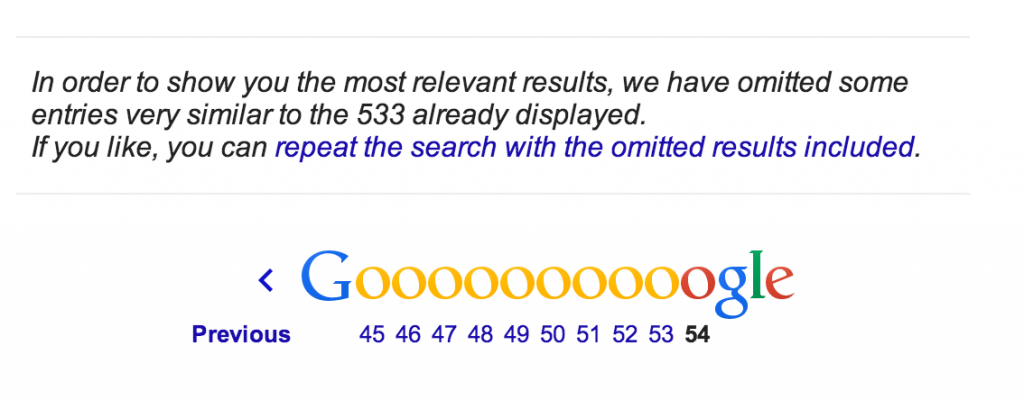 In order to show you the most relevant results, we have omitted some
entries very similar to the 533 already displayed.
If you like, you can repeat the search with the omitted results included.
< Goooooooooogle
Previous 45 46 47 48 49 50 51 52 53 54